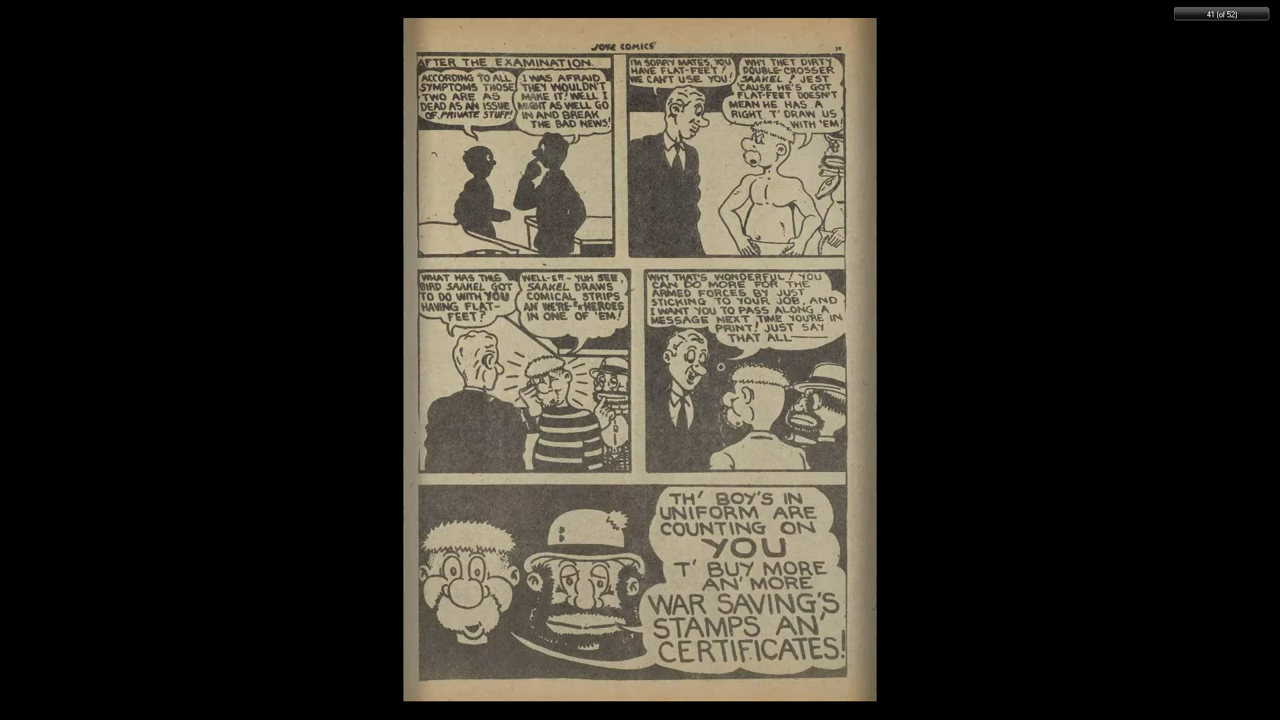 41 (of 52)
JOKE COMICS
39
AFTER THE EXAMINATION.
ACCORDING TO ALL
SYMPTOMS THOSE
TWO ARE AS
DEAD AS AN ISSUE
OF PRIVATE STUFF!
I WAS AFRAID
THEY WOULDN'T
MAKE IT! WELL I
MIGHT AS WELL GO
IN AND BREAK
THE BAD NEWS!
I'M SORRY MATES, YOU
HAVE FLAT-FEET!
WE CAN'T USE YOU!
WHY THET DIRTY
DOUBLE-CROSSER
SAAKEL! JEST
'CAUSE HE'S GOT
FLAT-FEET DOESN'T
MEAN HE HAS A
RIGHT T' DRAW US
WITH 'EM!
WHAT HAS THIS
BIRD SAAKEL GOT
TO DO WITH YOU
HAVING FLAT-
FEET?
WELL-ER- YUH SEE
SAAKEL DRAWS
COMICAL STRIPS
AN' WE'RE HEROES
IN ONE OF 'EM!
WHY THAT'S WONDERFUL! YOU
CAN DO MORE FOR THE
ARMED FORCES BY JUST
STICKING TO YOUR JOB, AND
I WANT YOU TO PASS ALONG A
MESSAGE NEXT TIME YOU'RE IN
PRINT! JUST SAY
THAT ALL——
TH' BOY'S IN
UNIFORM ARE
COUNTING ON
YOU
T' BUY MORE
AN' MORE
WAR SAVING'S
STAMPS AN'
CERTIFICATES!